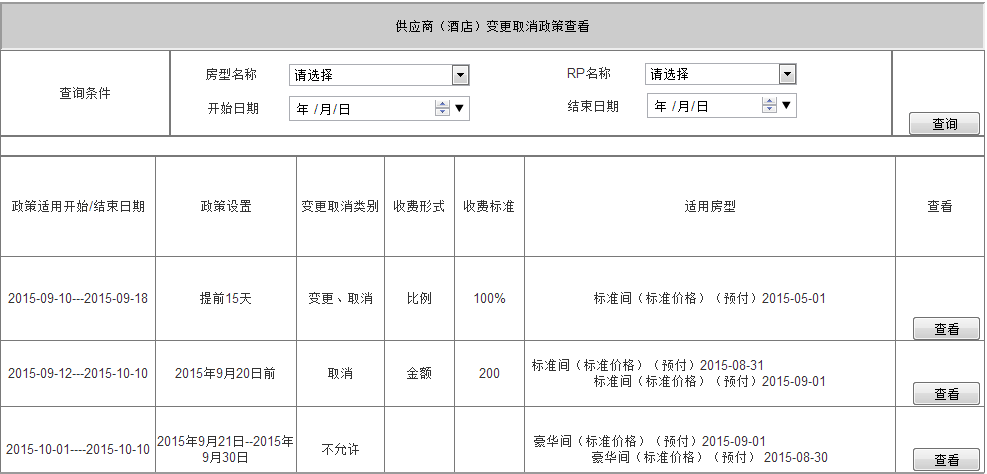 供应商（酒店）变更取消政策查看
查询条件
房型名称 请选择 RP名称 请选择
开始日期 年 /月/日 结束日期 年 /月/日
查询
政策适用开始/结束日期 政策设置 变更取消类别 收费形式 收费标准 适用房型 查看
2015-09-10---2015-09-18 提前15天 变更、取消 比例 100% 标准间（标准价格）（预付）2015-05-01
查看
2015-09-12---2015-10-10 2015年9月20日前 取消 金额 200 标准间（标准价格）（预付）2015-08-31
标准间（标准价格）（预付）2015-09-01
查看
2015-10-01----2015-10-10 2015年9月21日--2015年
9月30日 不允许 豪华间（标准价格）（预付）2015-09-01
豪华间（标准价格）（预付） 2015-08-30
查看